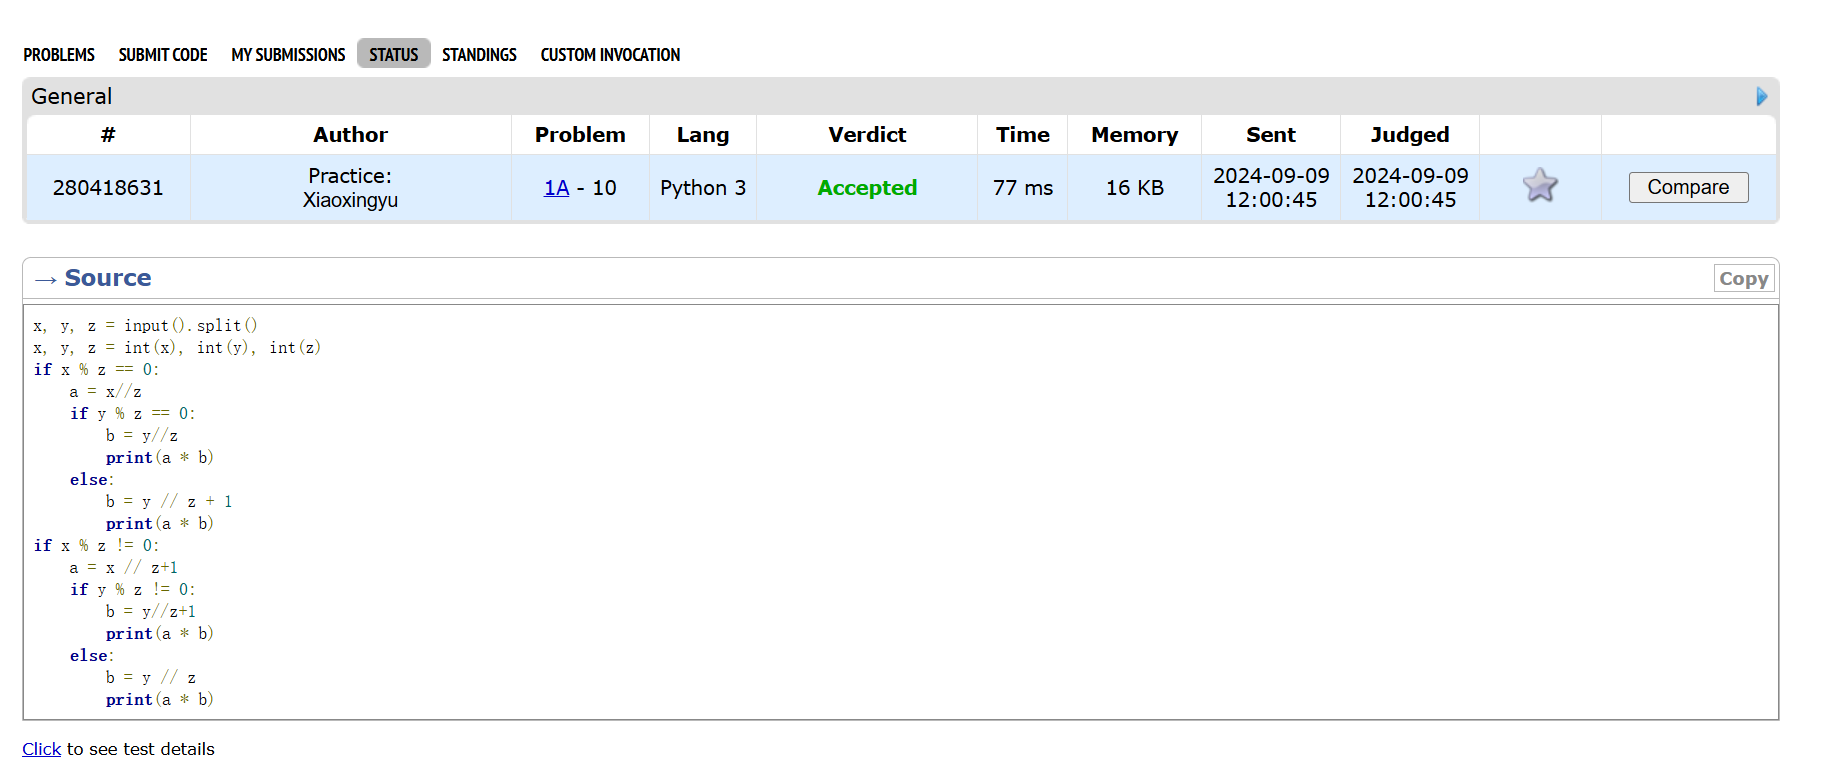 PROBLEMS SUBMIT CODE MY SUBMISSIONS STATUS STANDINGS CUSTOM INVOCATION
General
# Author Problem Lang Verdict Time Memory Sent Judged
280418631 Practice: Xiaoxingyu 1A - 10 Python 3 Accepted 77 ms 16 KB 2024-09-09 12:00:45 2024-09-09 12:00:45 Compare
→ Source Copy
x, y, z = input().split()
x, y, z = int(x), int(y), int(z)
if x % z == 0:
    a = x//z
    if y % z == 0:
        b = y//z
        print(a * b)
    else:
        b = y // z + 1
        print(a * b)
if x % z != 0:
    a = x // z+1
    if y % z != 0:
        b = y//z+1
        print(a * b)
    else:
        b = y // z
        print(a * b)
Click to see test details